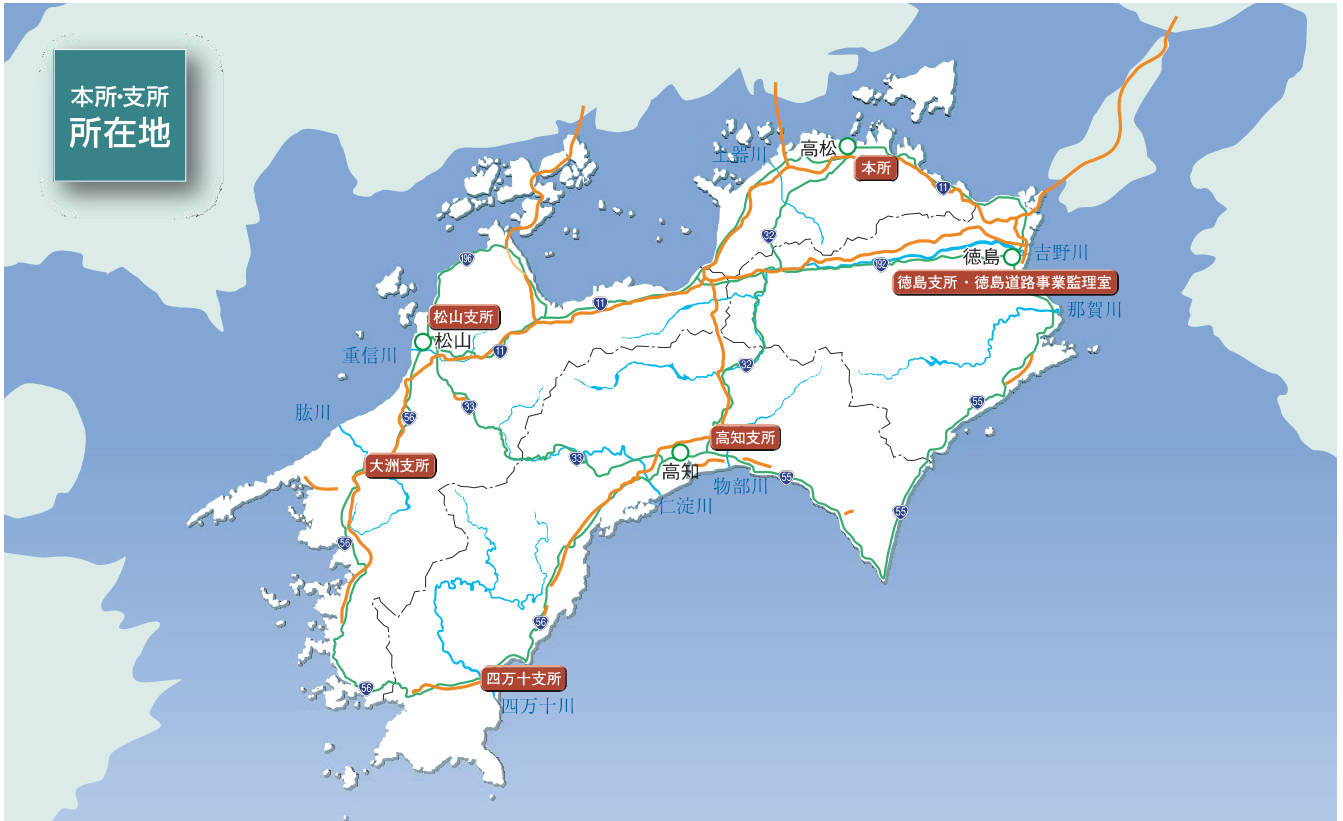 本所・支所
所在地
土器川
高松
本所
11
32
196
徳島
吉野川
192
徳島支所・徳島道路事業監理室
11
那賀川
松山支所
松山
重信川
11
32
33
55
肱川
56
高知支所
33
大洲支所
高知
物部川
55
仁淀川
55
56
56
四万十支所
56
四万十川